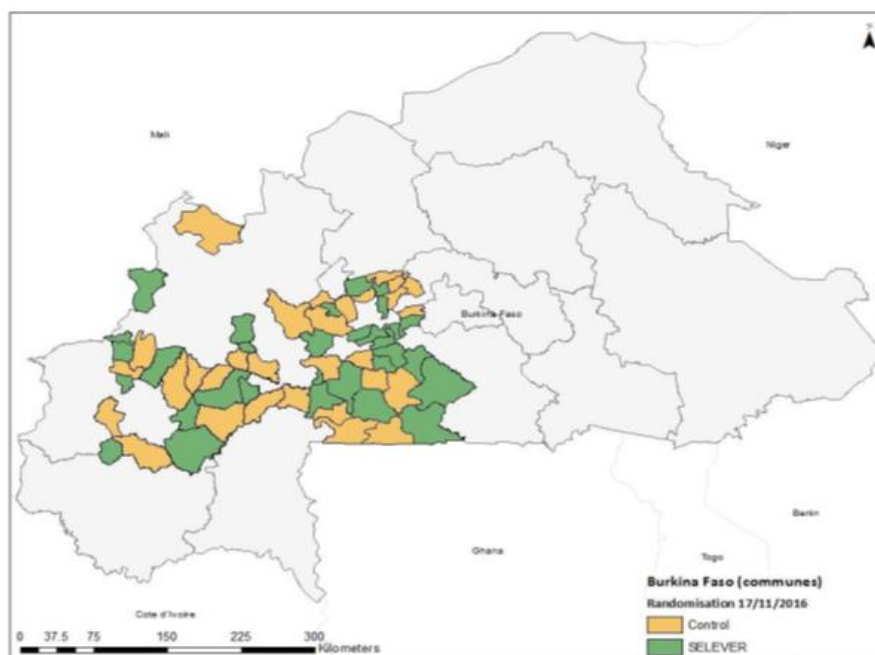 Mali
Niger
Burkina Faso
Benin
Ghana
Togo
Burkina Faso (communes)
Randomisation 17/11/2016
Control
SELEVER
Cote d'Ivoire
0 37.5 75 150 225 300
Kilometers